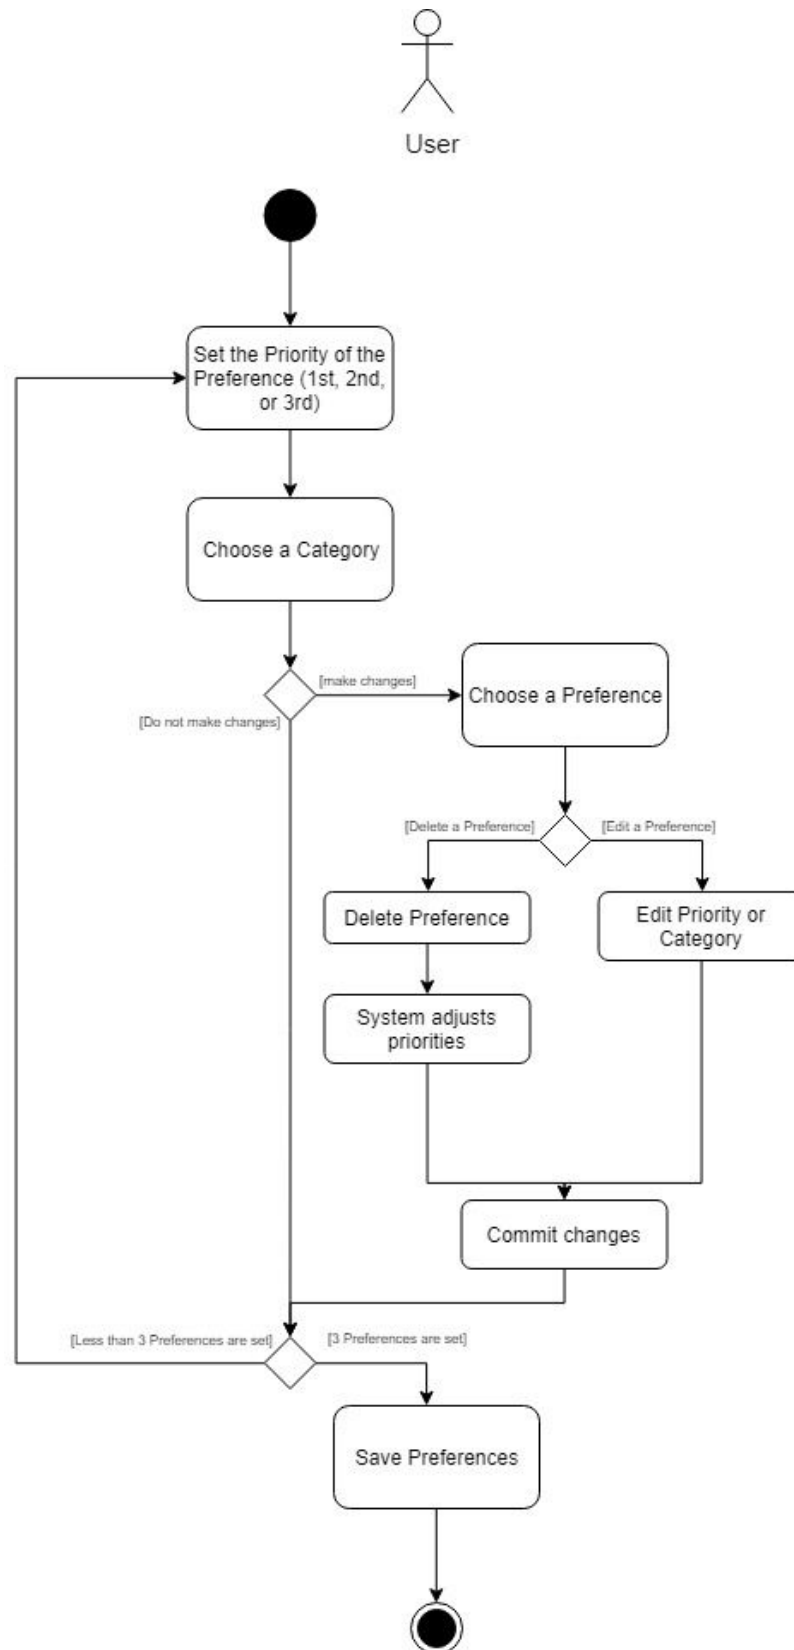 User
Set the Priority of the
Preference (1st, 2nd,
or 3rd)
Choose a Category
[make changes]
Choose a Preference
[Do not make changes]
[Delete a Preference]
[Edit a Preference]
Delete Preference
Edit Priority or
Category
System adjusts
priorities
Commit changes
[Less than 3 Preferences are set]
[3 Preferences are set]
Save Preferences